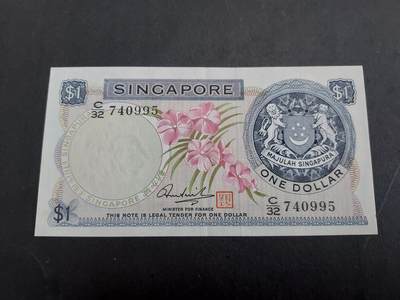 SINGAPORE
$1
$1
C/32 740995
MAJULAH SINGAPURA
ONE DOLLAR
C/32 740995
$1
MINISTER FOR FINANCE
THIS NOTE IS LEGAL TENDER FOR ONE DOLLAR